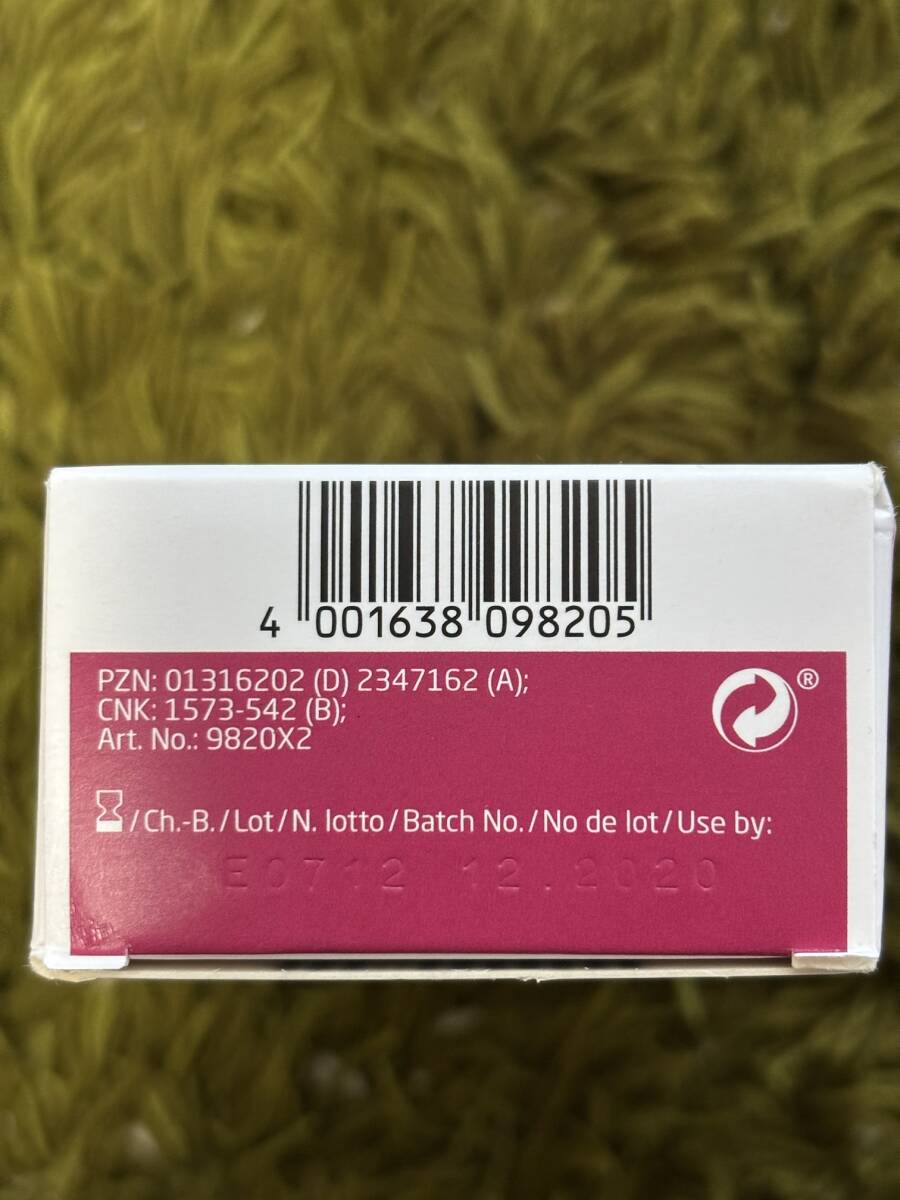 4 001638 098205
PZN: 01316202 (D) 2347162 (A);
CNK: 1573-542 (B);
Art. No.: 9820X2
®
/Ch.-B./Lot/N. lotto/Batch No./No de lot/Use by:
E0712 12.2020